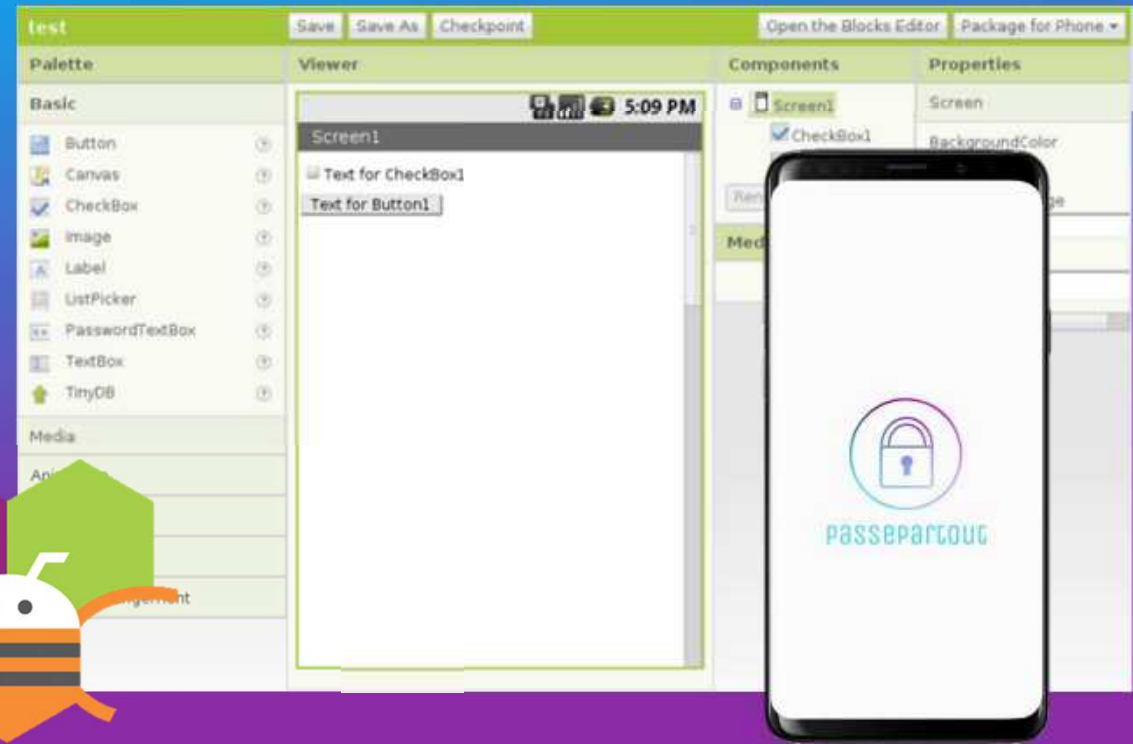 test
Save
Save As
Checkpoint
Open the Blocks Editor
Package for Phone
Palette
Viewer
Components
Properties
Basic
Button
Canvas
CheckBox
Image
Label
ListPicker
PasswordTextBox
TextBox
TinyDB
Media
5:09 PM
Screen1
Text for CheckBox1
Text for Button1
Screen1
CheckBox1
Screen
BackgroundColor
passepartout